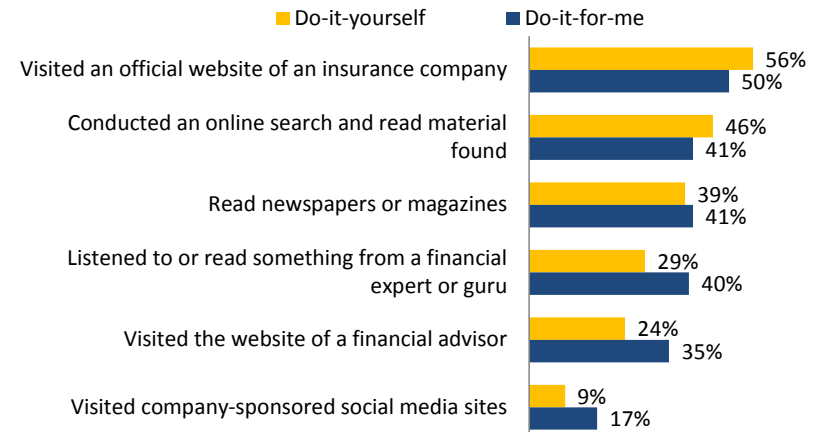 Do-it-yourself Do-it-for-me
Visited an official website of an insurance company
56%
50%
Conducted an online search and read material
found
46%
41%
Read newspapers or magazines
39%
41%
Listened to or read something from a financial
expert or guru
29%
40%
Visited the website of a financial advisor
24%
35%
Visited company-sponsored social media sites
9%
17%